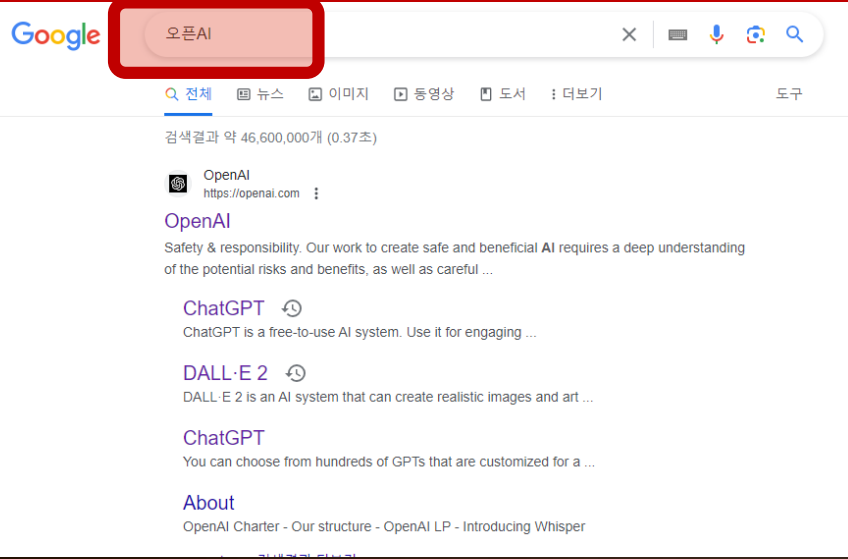 Google
오픈AI
전체 뉴스 이미지 동영상 도서 더보기 도구
검색결과 약 46,600,000개 (0.37초)
OpenAI
https://openai.com
OpenAI
Safety & responsibility. Our work to create safe and beneficial AI requires a deep understanding
of the potential risks and benefits, as well as careful ...
ChatGPT
ChatGPT is a free-to-use AI system. Use it for engaging ...
DALL·E 2
DALL·E 2 is an AI system that can create realistic images and art ...
ChatGPT
You can choose from hundreds of GPTs that are customized for a ...
About
OpenAI Charter - Our structure - OpenAI LP - Introducing Whisper